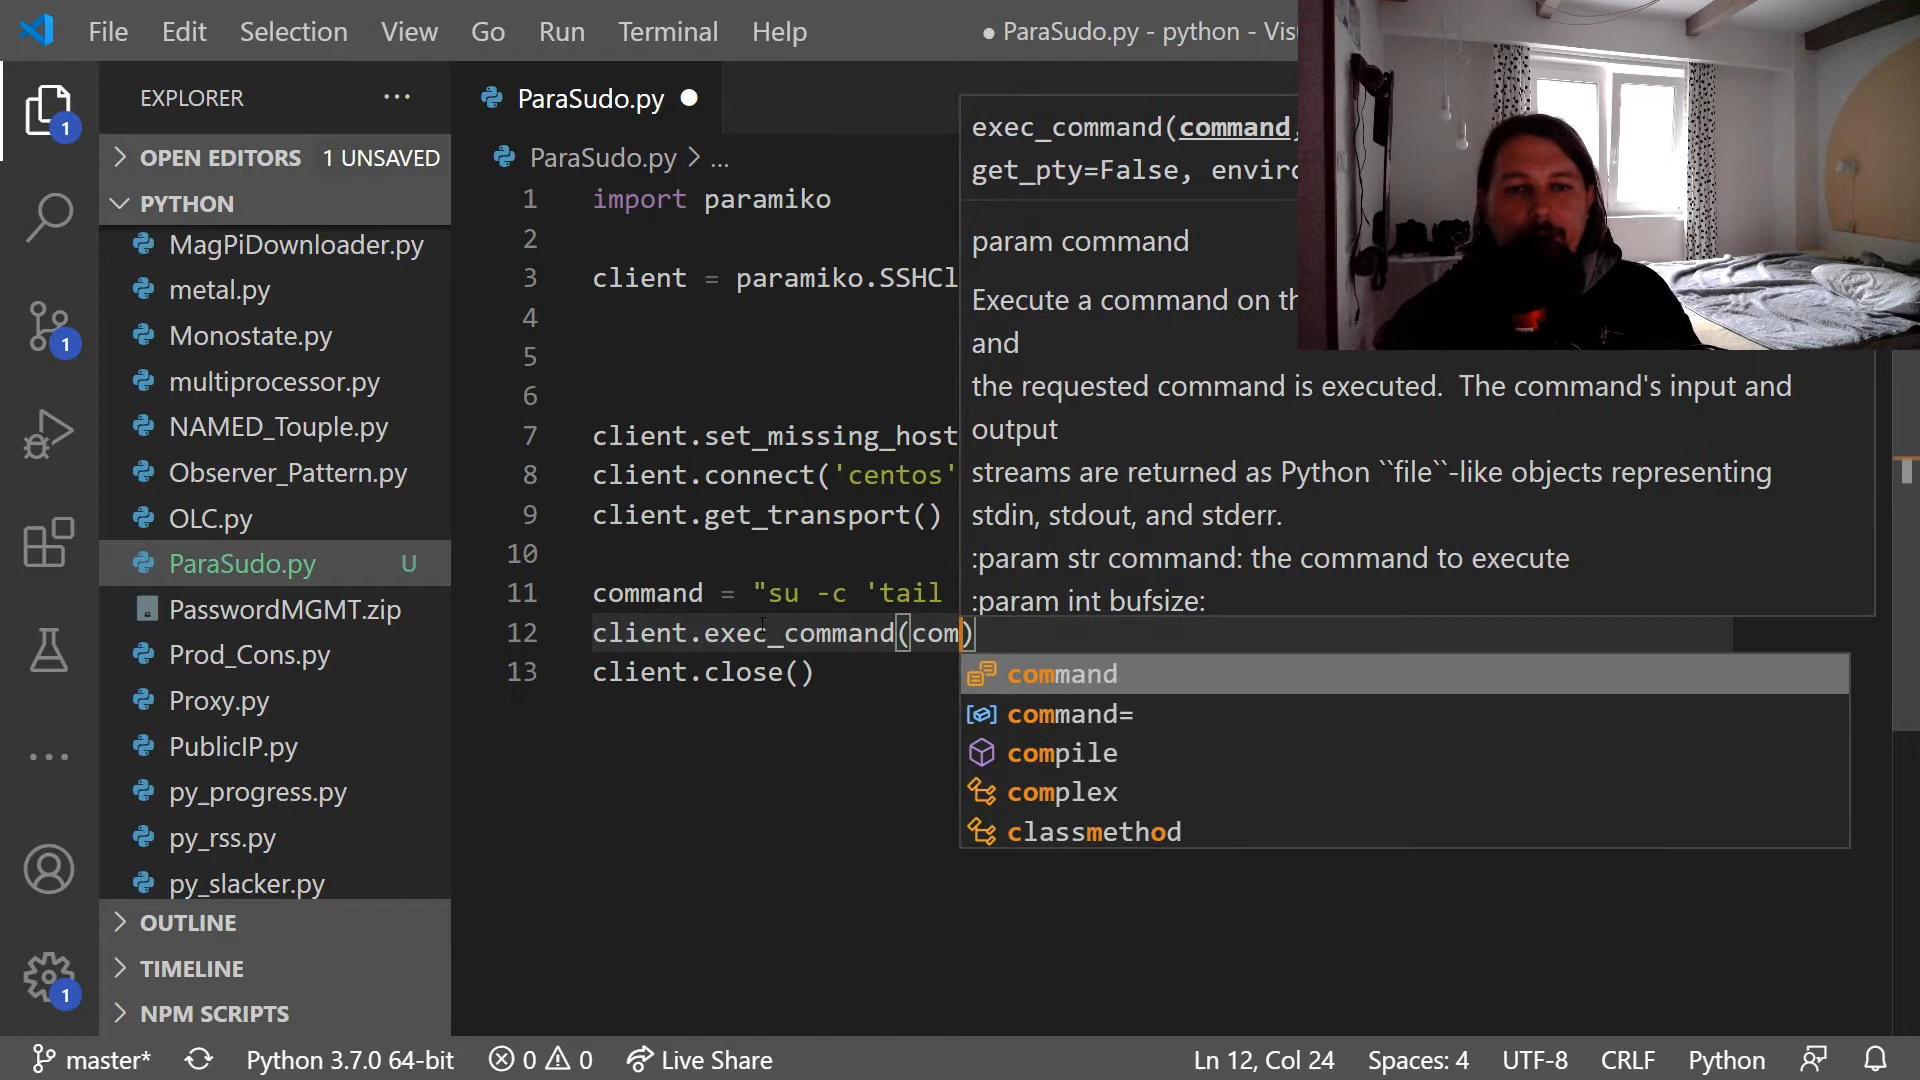 File Edit Selection View Go Run Terminal Help
● ParaSudo.py - python - Vis
EXPLORER ...
OPEN EDITORS 1 UNSAVED
PYTHON
MagPiDownloader.py
metal.py
Monostate.py
multiprocessor.py
NAMED_Touple.py
Observer_Pattern.py
OLC.py
ParaSudo.py U
PasswordMGMT.zip
Prod_Cons.py
Proxy.py
PublicIP.py
py_progress.py
py_rss.py
py_slacker.py
OUTLINE
TIMELINE
NPM SCRIPTS
1
1
1
ParaSudo.py ●
ParaSudo.py > ...
1 import paramiko
2
3 client = paramiko.SSHCl
4
5
6
7 client.set_missing_host
8 client.connect('centos'
9 client.get_transport()
10
11 command = "su -c 'tail
12 client.exec_command(com)
13 client.close()
exec_command(command,
get_pty=False, enviro
param command
Execute a command on th
and
the requested command is executed. The command's input and
output
streams are returned as Python ``file``-like objects representing
stdin, stdout, and stderr.
:param str command: the command to execute
:param int bufsize:
command
command=
compile
complex
classmethod
master* Python 3.7.0 64-bit 0 0 Live Share Ln 12, Col 24 Spaces: 4 UTF-8 CRLF Python